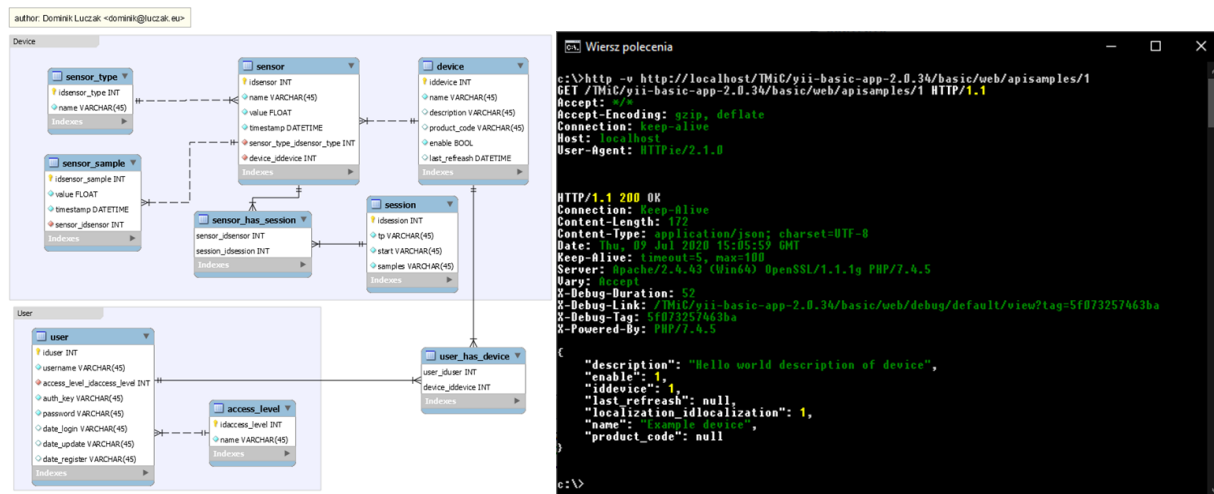 author: Dominik Luczak <dominik@luczak.eu>
Device
sensor_type
idsensor_type INT
name VARCHAR(45)
Indexes
sensor
idsensor INT
name VARCHAR(45)
value FLOAT
timestamp DATETIME
sensor_type_idsensor_type INT
device_iddevice INT
Indexes
device
iddevice INT
name VARCHAR(45)
description VARCHAR(45)
product_code VARCHAR(45)
enable BOOL
last_refreash DATETIME
Indexes
sensor_sample
idsensor_sample INT
value FLOAT
timestamp DATETIME
sensor_idsensor INT
Indexes
sensor_has_session
sensor_idsensor INT
session_idsession INT
Indexes
session
idsession INT
tp VARCHAR(45)
start VARCHAR(45)
samples VARCHAR(45)
Indexes
User
user
iduser INT
username VARCHAR(45)
access_level_idaccess_level INT
auth_key VARCHAR(45)
password VARCHAR(45)
date_login VARCHAR(45)
date_update VARCHAR(45)
date_register VARCHAR(45)
Indexes
access_level
idaccess_level INT
name VARCHAR(45)
Indexes
user_has_device
user_iduser INT
device_iddevice INT
Indexes
Wiersz polecenia
c:\>http -v http://localhost/TMiC/yii-basic-app-2.0.34/basic/web/apisamples/1
GET /TMiC/yii-basic-app-2.0.34/basic/web/apisamples/1 HTTP/1.1
Accept: */*
Accept-Encoding: gzip, deflate
Connection: keep-alive
Host: localhost
User-Agent: HTTPie/2.1.0
HTTP/1.1 200 OK
Connection: Keep-Alive
Content-Length: 172
Content-Type: application/json; charset=UTF-8
Date: Thu, 09 Jul 2020 15:05:59 GMT
Keep-Alive: timeout=5, max=100
Server: Apache/2.4.43 (Win64) OpenSSL/1.1.1g PHP/7.4.5
Vary: Accept
X-Debug-Duration: 52
X-Debug-Link: /TMiC/yii-basic-app-2.0.34/basic/web/debug/default/view?tag=5f073257463ba
X-Debug-Tag: 5f073257463ba
X-Powered-By: PHP/7.4.5
{
"description": "Hello world description of device",
"enable": 1,
"iddevice": 1,
"last_refreash": null,
"localization_idlocalization": 1,
"name": "Example device",
"product_code": null
}
c:\>